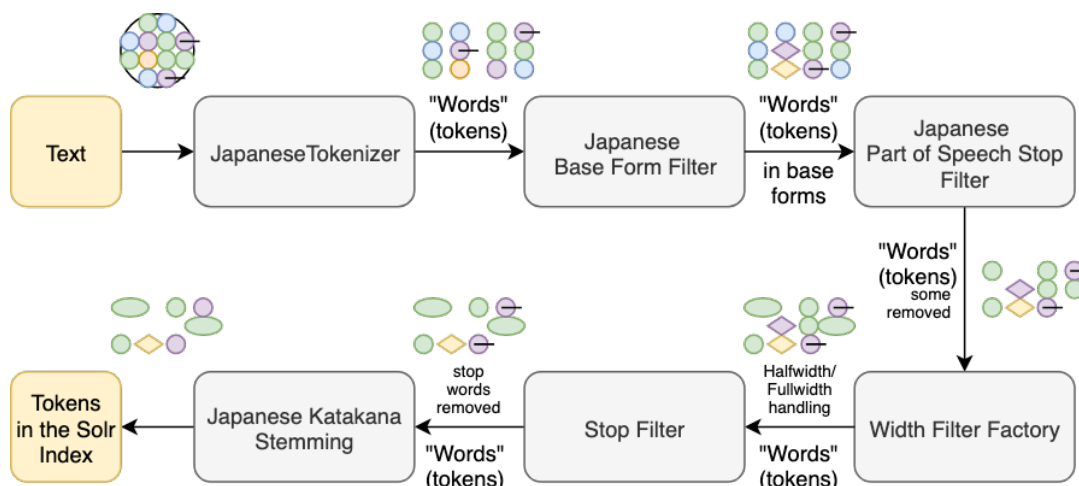 Text
JapaneseTokenizer
"Words"
(tokens)
Japanese
Base Form Filter
"Words"
(tokens)
in base
forms
Japanese
Part of Speech Stop
Filter
"Words"
(tokens)
some
removed
Width Filter Factory
Halfwidth/
Fullwidth
handling
"Words"
(tokens)
Stop Filter
stop
words
removed
"Words"
(tokens)
Japanese Katakana
Stemming
Tokens
in the Solr
Index